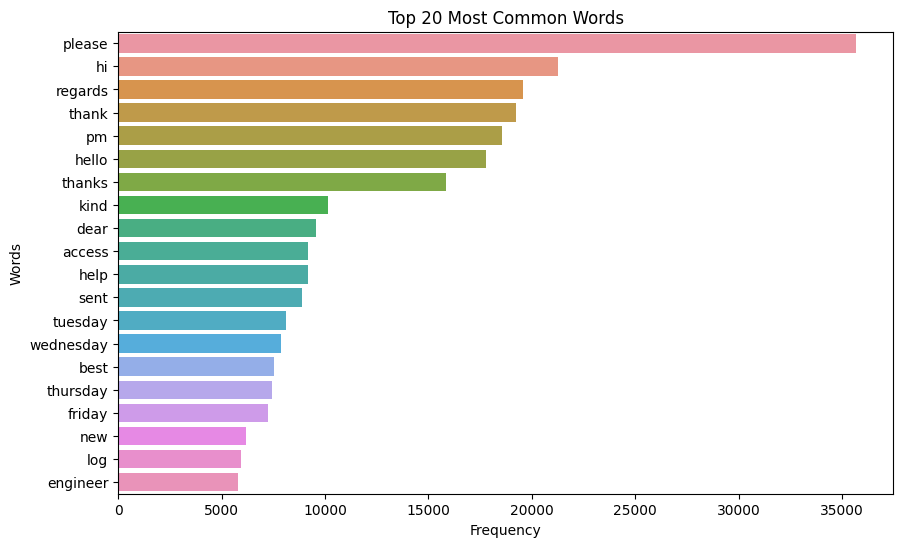 Top 20 Most Common Words
please
hi
regards
thank
pm
hello
thanks
kind
dear
access
help
sent
tuesday
wednesday
best
thursday
friday
new
log
engineer
Words
0 5000 10000 15000 20000 25000 30000 35000
Frequency